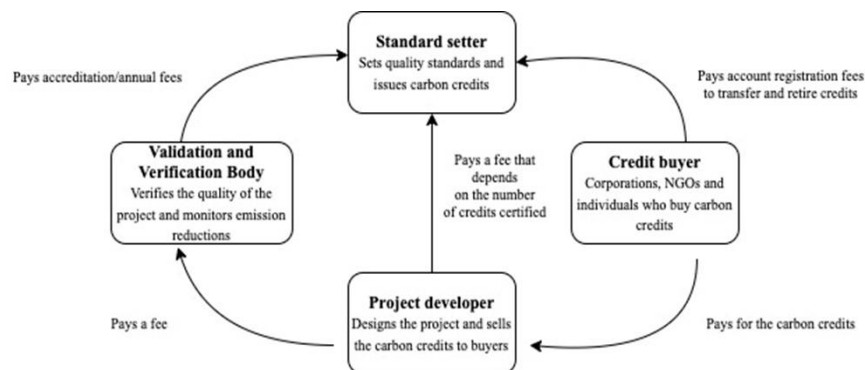 Standard setter
Sets quality standards and
issues carbon credits
Pays accreditation/annual fees
Pays account registration fees
to transfer and retire credits
Validation and
Verification Body
Verifies the quality of the
project and monitors emission
reductions
Pays a fee that
depends
on the number
of credits certified
Credit buyer
Corporations, NGOs and
individuals who buy carbon
credits
Project developer
Designs the project and sells
the carbon credits to buyers
Pays a fee
Pays for the carbon credits